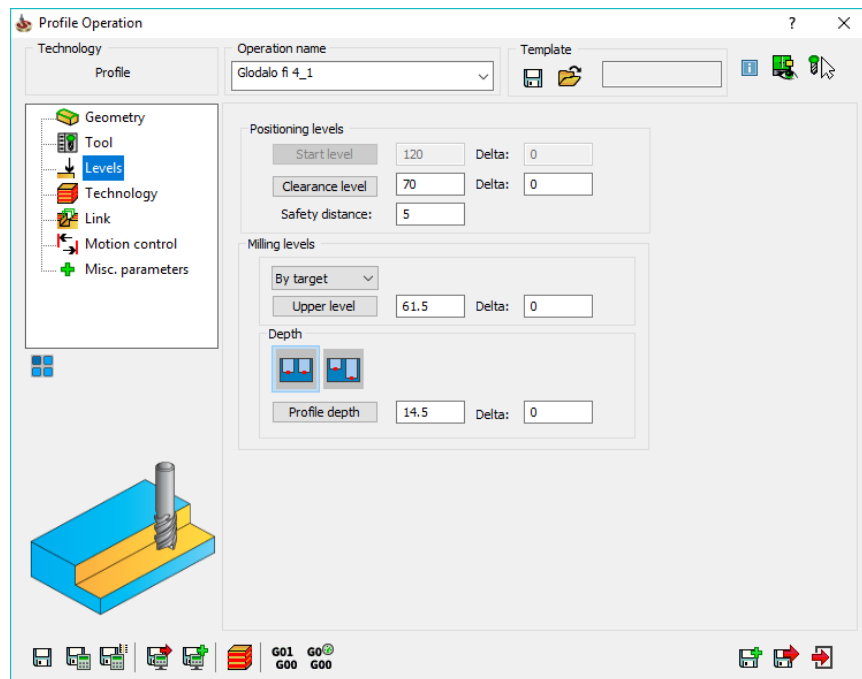 Profile Operation
? ×
Technology
Profile
Operation name
Glodalo fi 4_1
Template
Geometry
Tool
Levels
Technology
Link
Motion control
Misc. parameters
Positioning levels
Start level 120 Delta: 0
Clearance level 70 Delta: 0
Safety distance: 5
Milling levels
By target
Upper level 61.5 Delta: 0
Depth
Profile depth 14.5 Delta: 0
G01 G0
G00 G00